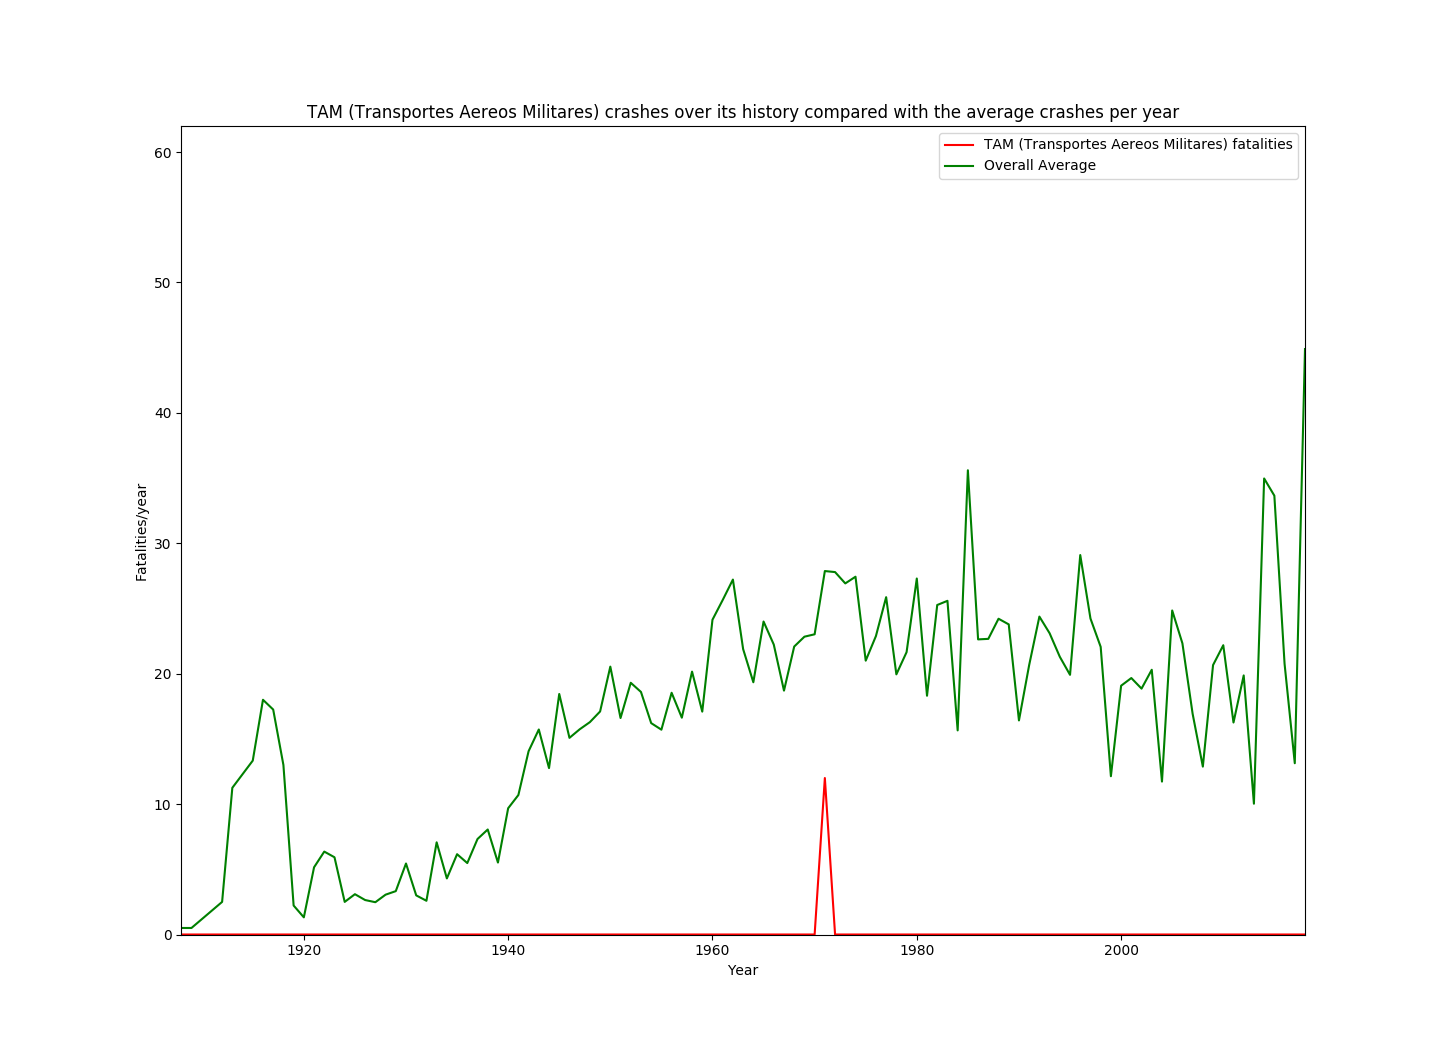 TAM (Transportes Aereos Militares) crashes over its history compared with the average crashes per year
TAM (Transportes Aereos Militares) fatalities
Overall Average
60
50
40
30
20
10
0
Fatalities/year
1920 1940 1960 1980 2000
Year